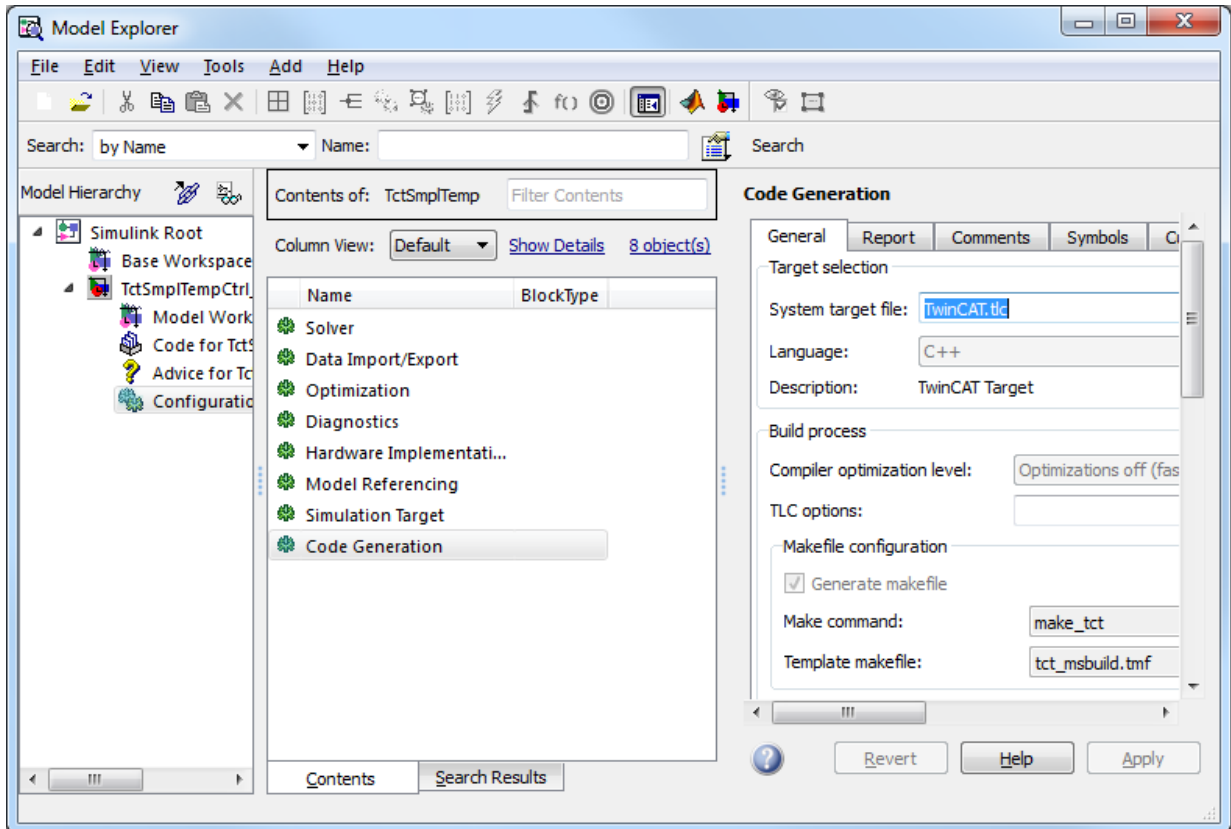 Model Explorer
File Edit View Tools Add Help
Search: by Name Name: Search
Model Hierarchy
Simulink Root
Base Workspace
TctSmplTempCtrl_
Model Work
Code for TctS
Advice for Tc
Configuratio
Contents of: TctSmplTemp Filter Contents
Column View: Default Show Details 8 object(s)
Name BlockType
Solver
Data Import/Export
Optimization
Diagnostics
Hardware Implementati...
Model Referencing
Simulation Target
Code Generation
Contents Search Results
Code Generation
General Report Comments Symbols
Target selection
System target file: TwinCAT.tlc
Language: C++
Description: TwinCAT Target
Build process
Compiler optimization level: Optimizations off (fas
TLC options:
Makefile configuration
Generate makefile
Make command: make_tct
Template makefile: tct_msbuild.tmf
Revert Help Apply